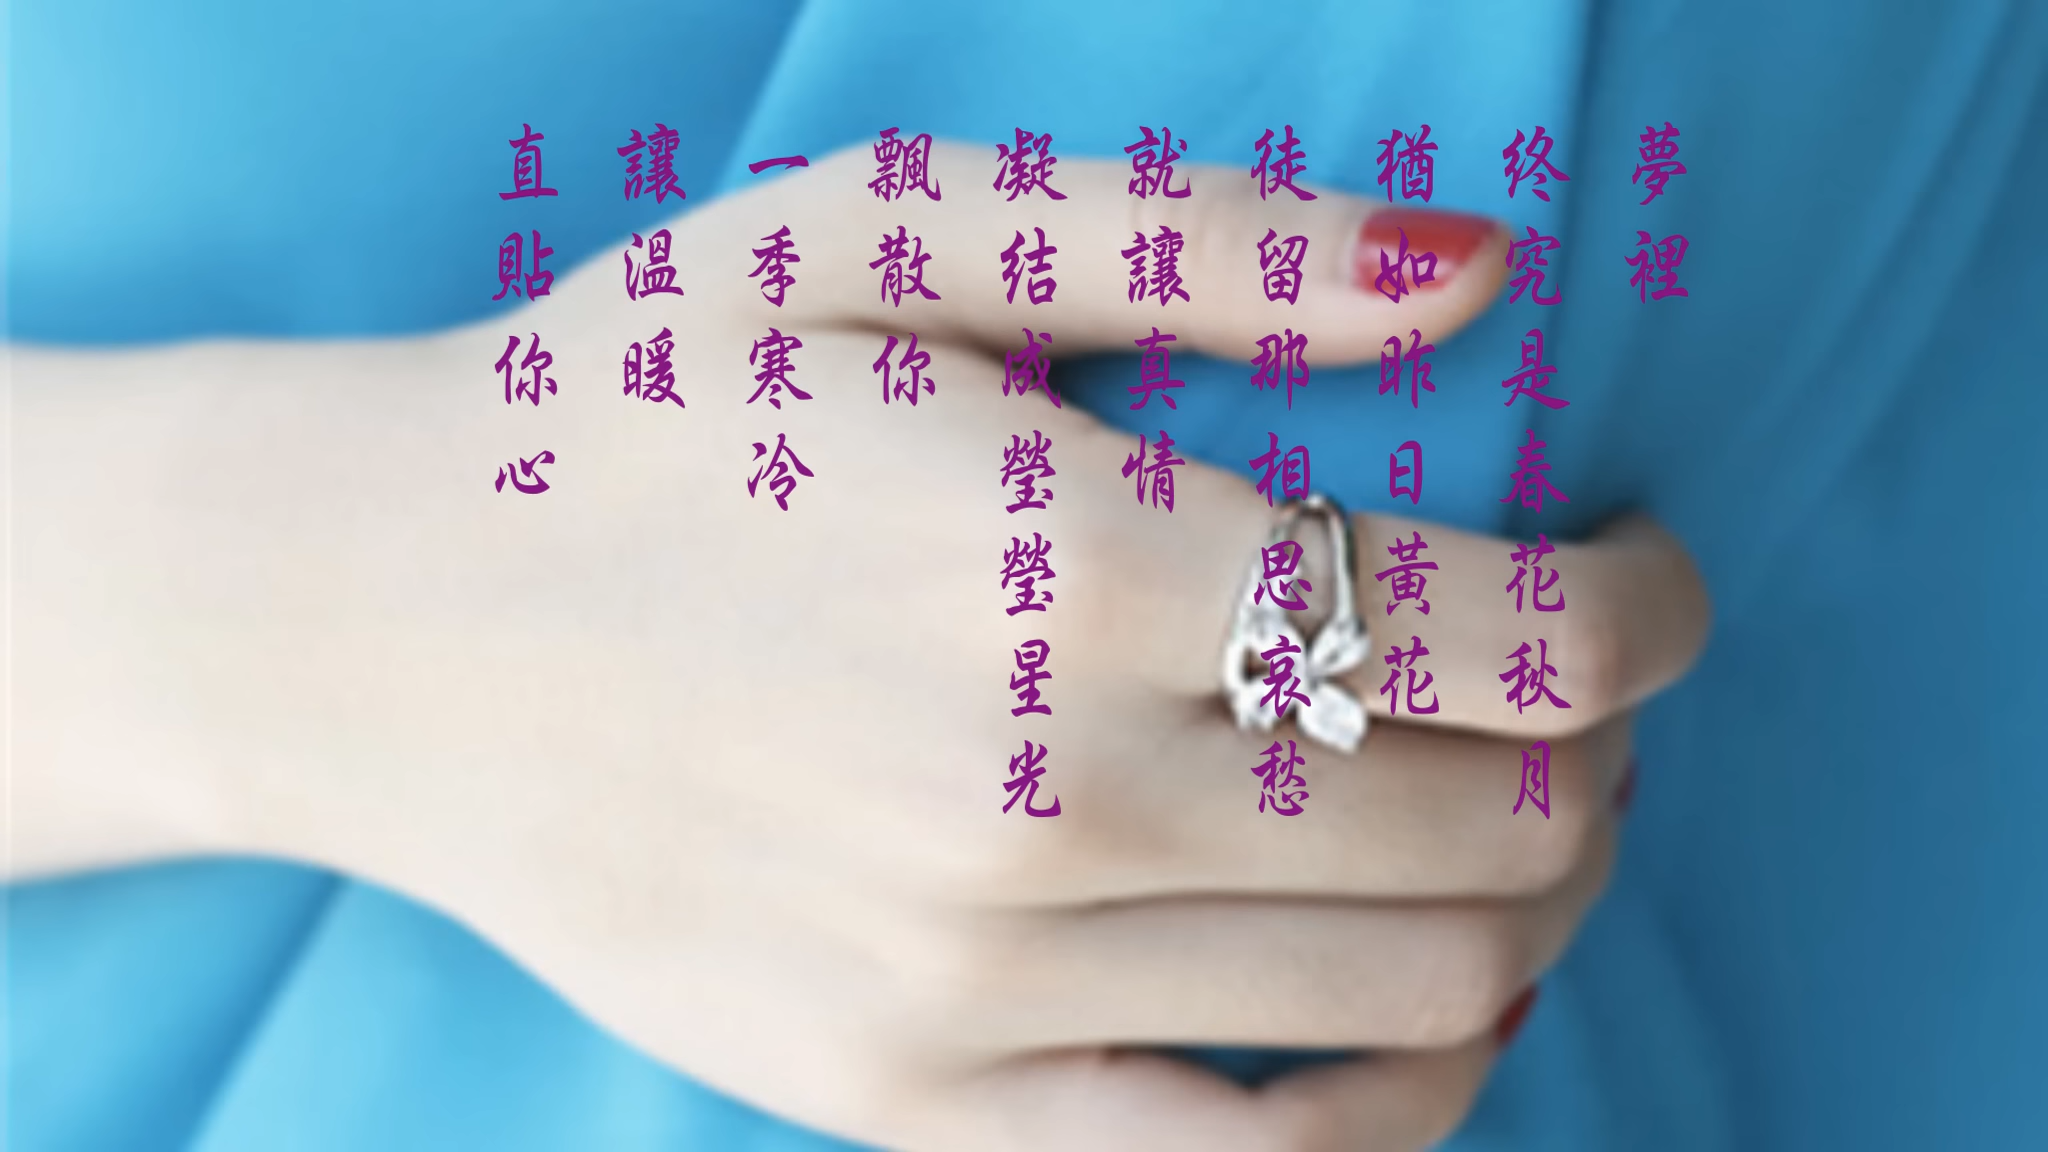 夢裡
終究是春花秋月
猶如昨日黃花
徒留那相思哀愁
就讓真情
凝結成瑩瑩星光
飄散你
一季寒冷
讓溫暖
直貼你心